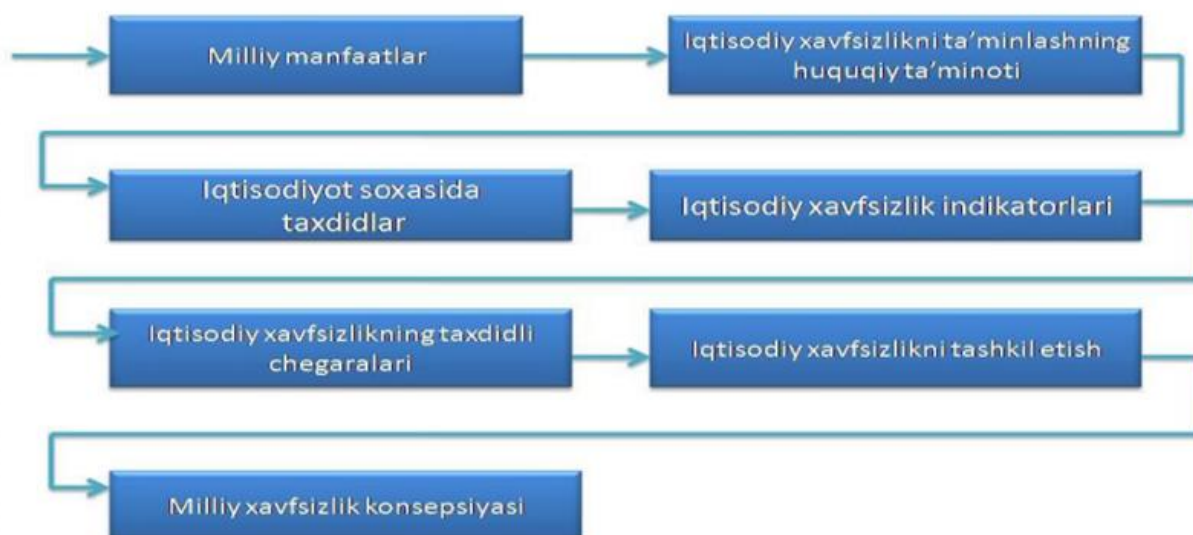 Milliy manfaatlar
Iqtisodiy xavfsizlikni ta’minlashning
huquqiy ta’minoti
Iqtisodiyot soxasida
taxdidlar
Iqtisodiy xavfsizlik indikatorlari
Iqtisodiy xavfsizlikning taxdidli
chegaralari
Iqtisodiy xavfsizlikni tashkil etish
Milliy xavfsizlik konsepsiyasi